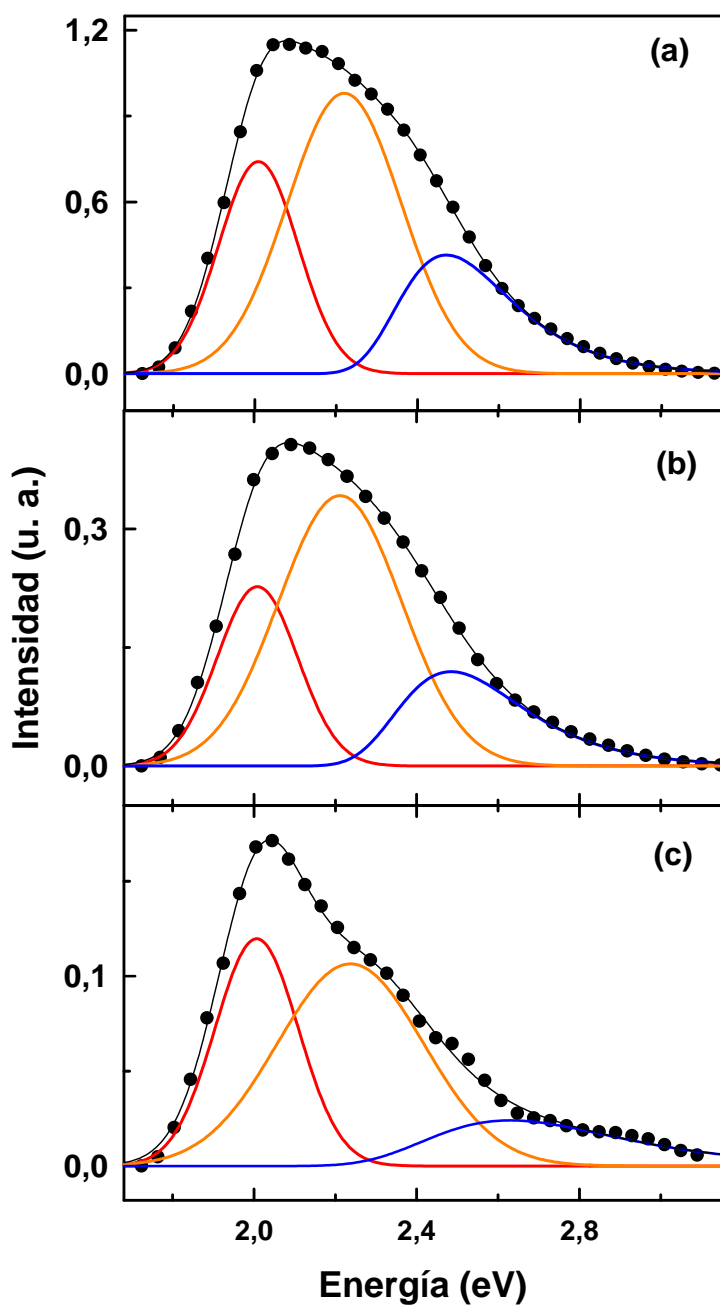 1,2
(a)
0,6
0,0
(b)
0,3
0,0
Intensidad (u. a.)
(c)
0,1
0,0
2,0 2,4 2,8
Energía (eV)